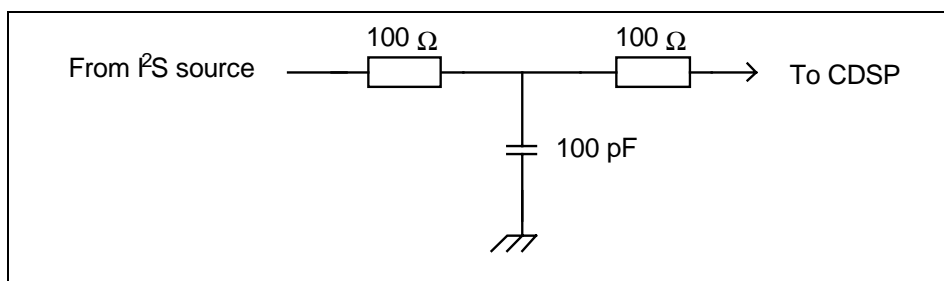 100 Ω 100 Ω
From I²S source To CDSP
100 pF